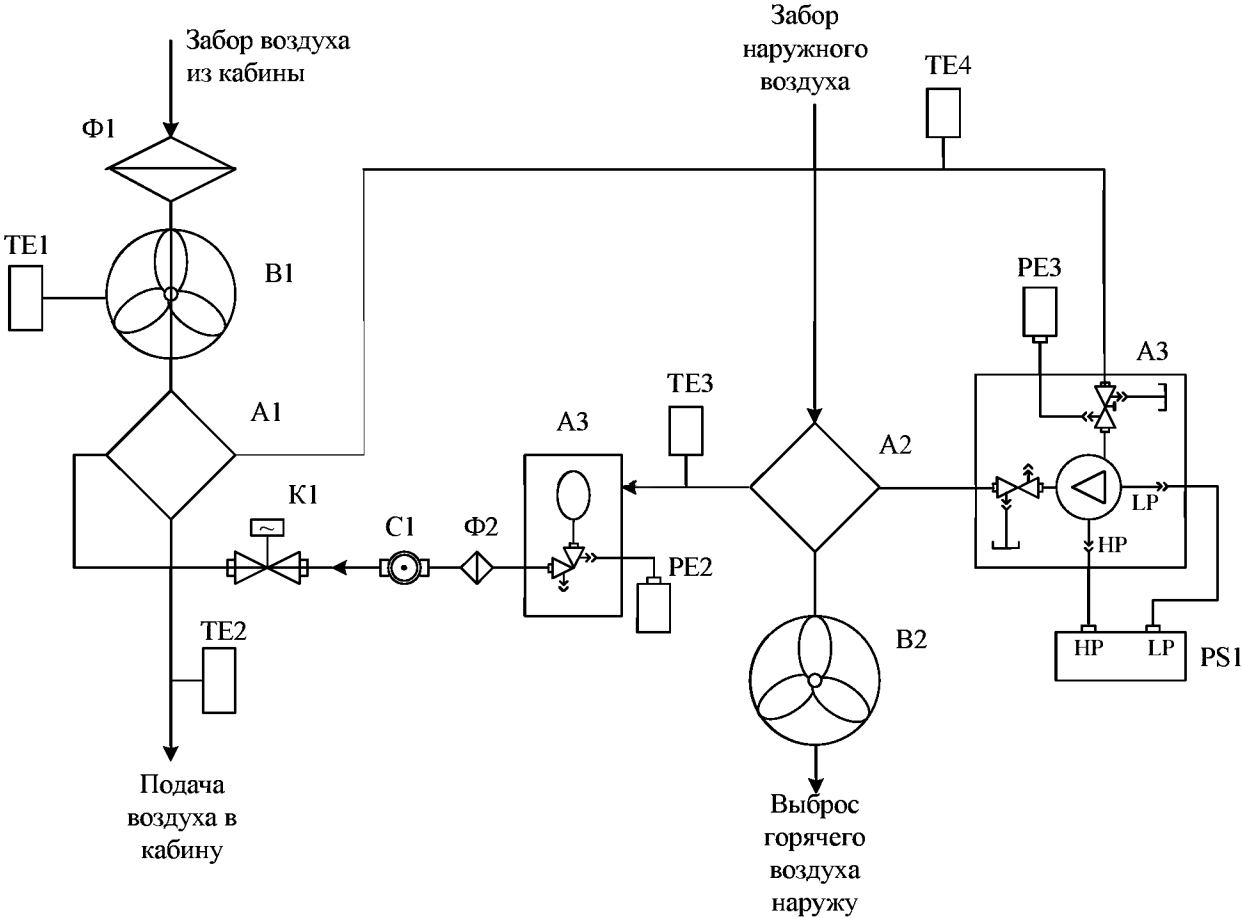 Забор воздуха
из кабины
Забор
наружного
воздуха
ТЕ4
Ф1
ТЕ1
В1
РЕ3
А3
ТЕ3
А1
А3
А2
К1
С1
Ф2
LP
HP
РЕ2
ТЕ2
В2
HP
LP
PS1
Подача
воздуха в
кабину
Выброс
горячего
воздуха
наружу
~